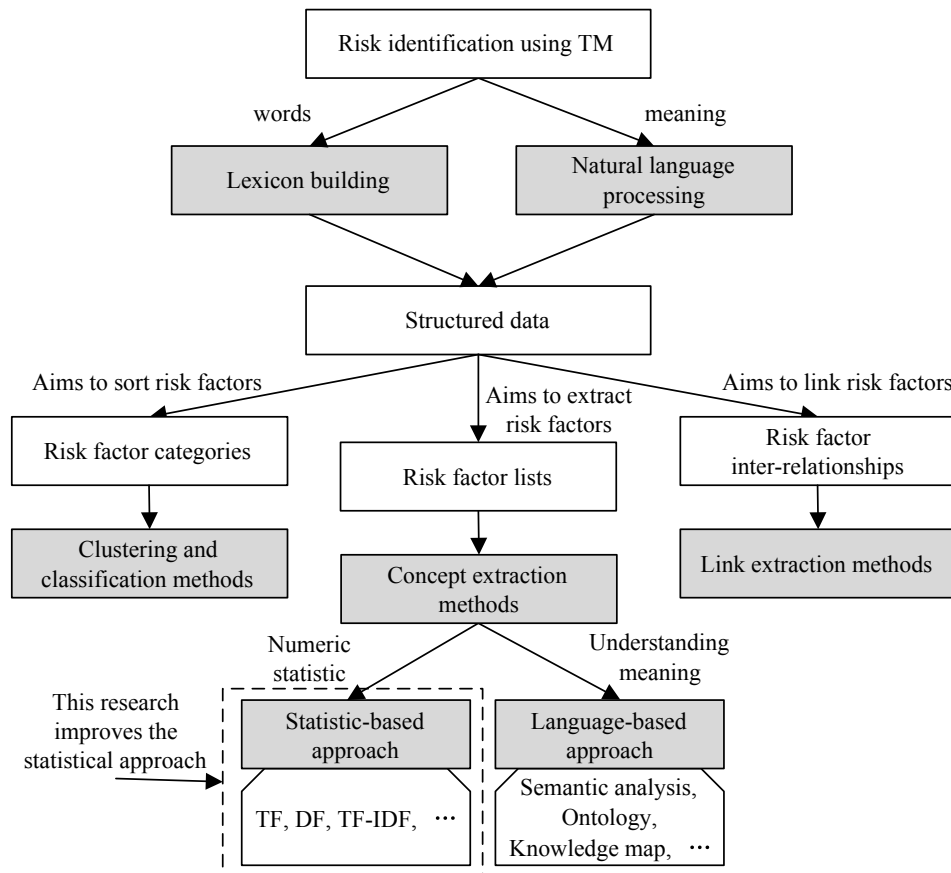 Risk identification using TM
words
meaning
Lexicon building
Natural language
processing
Structured data
Aims to sort risk factors
Aims to extract
risk factors
Aims to link risk factors
Risk factor categories
Risk factor lists
Risk factor
inter-relationships
Clustering and
classification methods
Concept extraction
methods
Link extraction methods
Numeric
statistic
Understanding
meaning
This research
improves the
statistical approach
Statistic-based
approach
Language-based
approach
TF, DF, TF-IDF, ···
Semantic analysis,
Ontology,
Knowledge map, ···